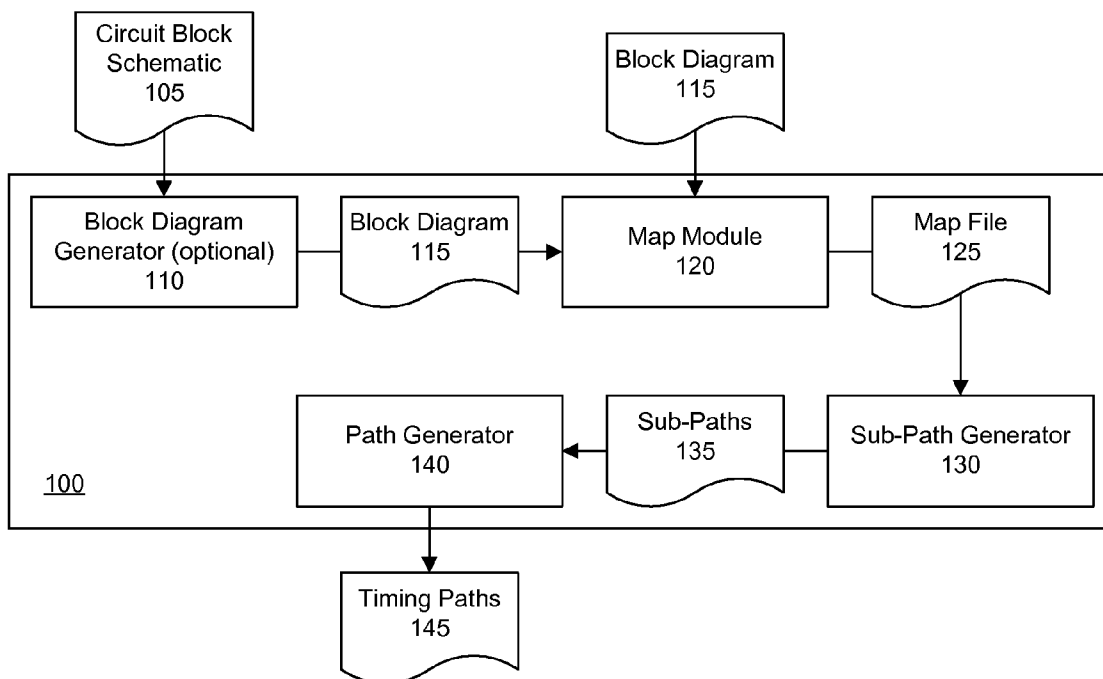 Circuit Block
Schematic
105
Block Diagram
115
Block Diagram
Generator (optional)
110
Block Diagram
115
Map Module
120
Map File
125
Path Generator
140
Sub-Paths
135
Sub-Path Generator
130
100
Timing Paths
145